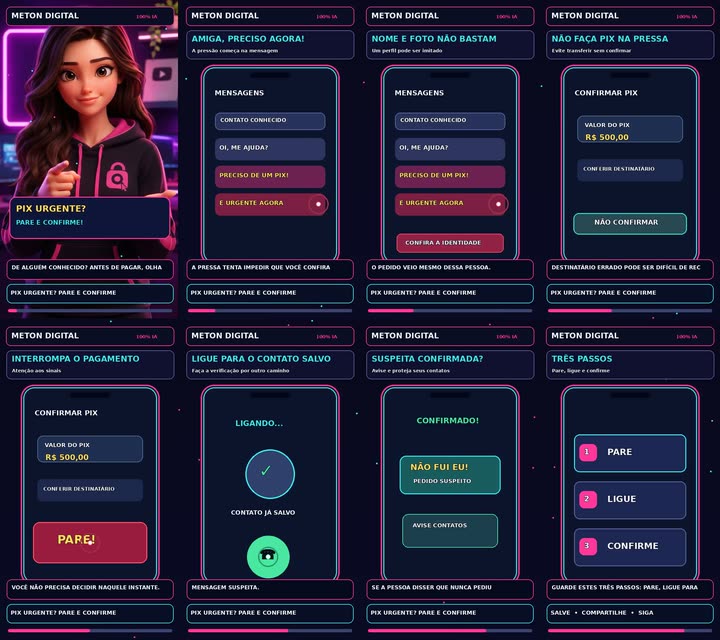 METON DIGITAL
100% IA
PIX URGENTE?
PARE E CONFIRME!
DE ALGUÉM CONHECIDO? ANTES DE PAGAR, OLHA
PIX URGENTE? PARE E CONFIRME
METON DIGITAL
100% IA
AMIGA, PRECISO AGORA!
A pressão começa na mensagem
MENSAGENS
CONTATO CONHECIDO
OI, ME AJUDA?
PRECISO DE UM PIX!
É URGENTE AGORA
A PRESSA TENTA IMPEDIR QUE VOCÊ CONFIRA
PIX URGENTE? PARE E CONFIRME
METON DIGITAL
100% IA
NOME E FOTO NÃO BASTAM
Um perfil pode ser imitado
MENSAGENS
CONTATO CONHECIDO
OI, ME AJUDA?
PRECISO DE UM PIX!
É URGENTE AGORA
CONFIRA A IDENTIDADE
O PEDIDO VEIO MESMO DESSA PESSOA.
PIX URGENTE? PARE E CONFIRME
METON DIGITAL
100% IA
NÃO FAÇA PIX NA PRESSA
Evite transferir sem confirmar
CONFIRMAR PIX
VALOR DO PIX
R$ 500,00
CONFERIR DESTINATÁRIO
NÃO CONFIRMAR
DESTINATÁRIO ERRADO PODE SER DIFÍCIL DE REC
PIX URGENTE? PARE E CONFIRME
METON DIGITAL
100% IA
INTERROMPA O PAGAMENTO
Atenção aos sinais
CONFIRMAR PIX
VALOR DO PIX
R$ 500,00
CONFERIR DESTINATÁRIO
PARE!
VOCÊ NÃO PRECISA DECIDIR NAQUELE INSTANTE.
PIX URGENTE? PARE E CONFIRME
METON DIGITAL
100% IA
LIGUE PARA O CONTATO SALVO
Faça a verificação por outro caminho
LIGANDO...
CONTATO JÁ SALVO
MENSAGEM SUSPEITA.
PIX URGENTE? PARE E CONFIRME
METON DIGITAL
100% IA
SUSPEITA CONFIRMADA?
Avise e proteja seus contatos
CONFIRMADO!
NÃO FUI EU!
PEDIDO SUSPEITO
AVISE CONTATOS
SE A PESSOA DISSER QUE NUNCA PEDIU
PIX URGENTE? PARE E CONFIRME
METON DIGITAL
100% IA
TRÊS PASSOS
Pare, ligue e confirme
1 PARE
2 LIGUE
3 CONFIRME
GUARDE ESTES TRÊS PASSOS: PARE, LIGUE PARA
SALVE • COMPARTILHE • SIGA